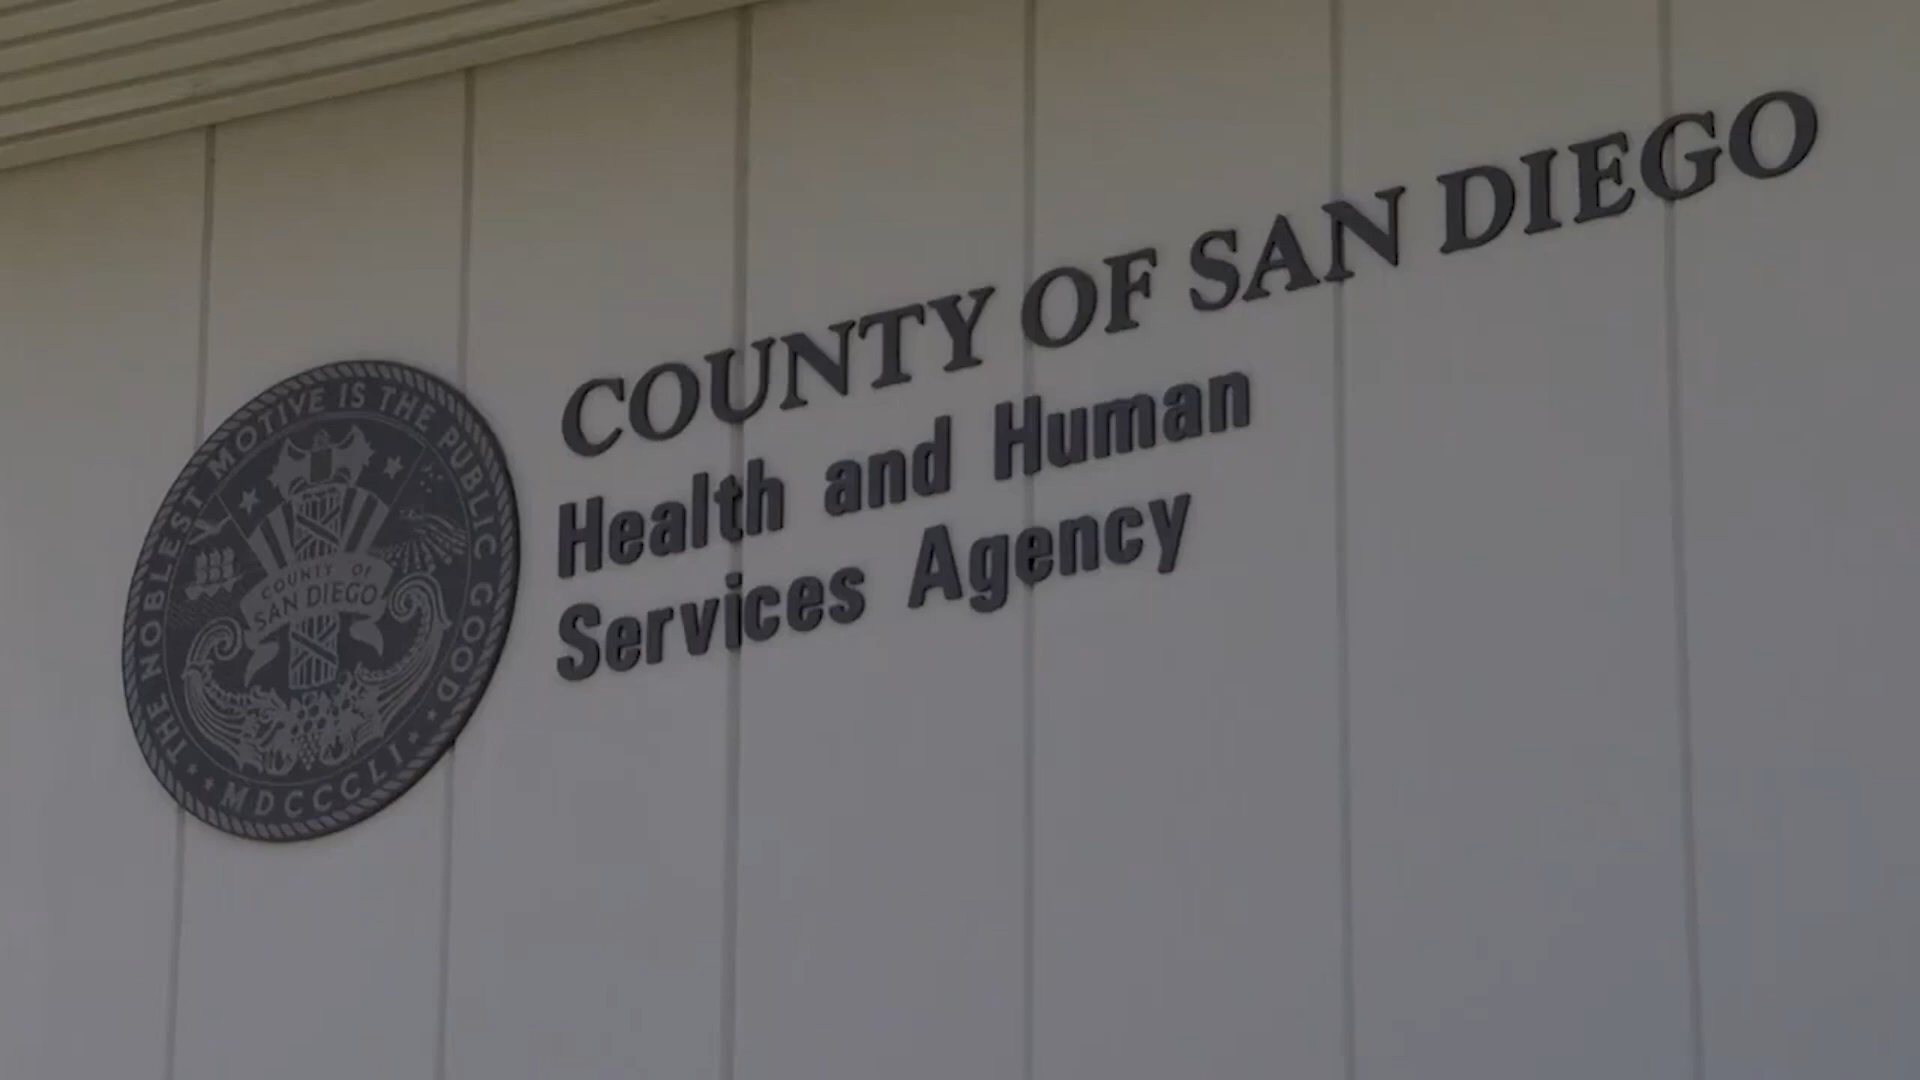 THE NOBLEST MOTIVE IS THE PUBLIC GOOD
COUNTY OF
SAN DIEGO
MDCCCLI
COUNTY OF SAN DIEGO
Health and Human
Services Agency